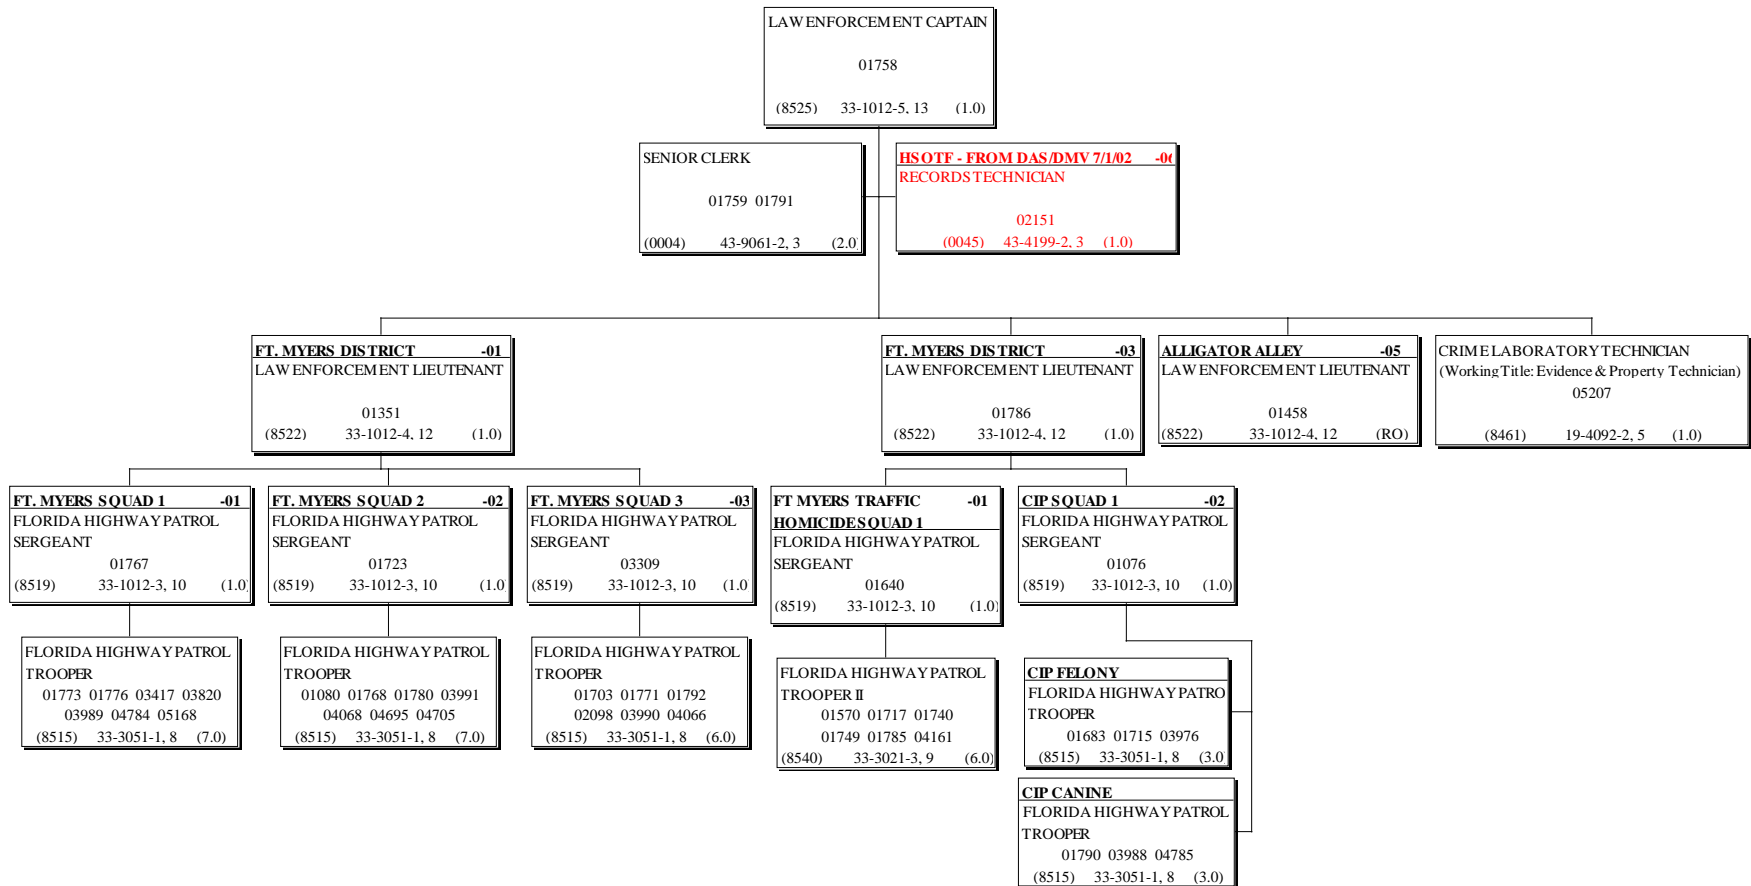 LAW ENFORCEMENT CAPTAIN
01758
(8525) 33-1012-5, 13 (1.0)
SENIOR CLERK
01759 01791
(0004) 43-9061-2, 3 (2.0)
HSOTF - FROM DAS/DMV 7/1/02 -06
RECORDS TECHNICIAN
02151
(0045) 43-4199-2, 3 (1.0)
FT. MYERS DISTRICT -01
LAW ENFORCEMENT LIEUTENANT
01351
(8522) 33-1012-4, 12 (1.0)
FT. MYERS DISTRICT -03
LAW ENFORCEMENT LIEUTENANT
01786
(8522) 33-1012-4, 12 (1.0)
ALLIGATOR ALLEY -05
LAW ENFORCEMENT LIEUTENANT
01458
(8522) 33-1012-4, 12 (RO)
CRIME LABORATORY TECHNICIAN
(Working Title: Evidence & Property Technician)
05207
(8461) 19-4092-2, 5 (1.0)
FT. MYERS SQUAD 1 -01
FLORIDA HIGHWAY PATROL
SERGEANT
01767
(8519) 33-1012-3, 10 (1.0)
FT. MYERS SQUAD 2 -02
FLORIDA HIGHWAY PATROL
SERGEANT
01723
(8519) 33-1012-3, 10 (1.0)
FT. MYERS SQUAD 3 -03
FLORIDA HIGHWAY PATROL
SERGEANT
03309
(8519) 33-1012-3, 10 (1.0)
FT MYERS TRAFFIC -01
HOMICIDE SQUAD 1
FLORIDA HIGHWAY PATROL
SERGEANT
01640
(8519) 33-1012-3, 10 (1.0)
CIP SQUAD 1 -02
FLORIDA HIGHWAY PATROL
SERGEANT
01076
(8519) 33-1012-3, 10 (1.0)
FLORIDA HIGHWAY PATROL
TROOPER
01773 01776 03417 03820
03989 04784 05168
(8515) 33-3051-1, 8 (7.0)
FLORIDA HIGHWAY PATROL
TROOPER
01080 01768 01780 03991
04068 04695 04705
(8515) 33-3051-1, 8 (7.0)
FLORIDA HIGHWAY PATROL
TROOPER
01703 01771 01792
02098 03990 04066
(8515) 33-3051-1, 8 (6.0)
FLORIDA HIGHWAY PATROL
TROOPER II
01570 01717 01740
01749 01785 04161
(8540) 33-3021-3, 9 (6.0)
CIP FELONY
FLORIDA HIGHWAY PATRO
TROOPER
01683 01715 03976
(8515) 33-3051-1, 8 (3.0
CIP CANINE
FLORIDA HIGHWAY PATROL
TROOPER
01790 03988 04785
(8515) 33-3051-1, 8 (3.0)